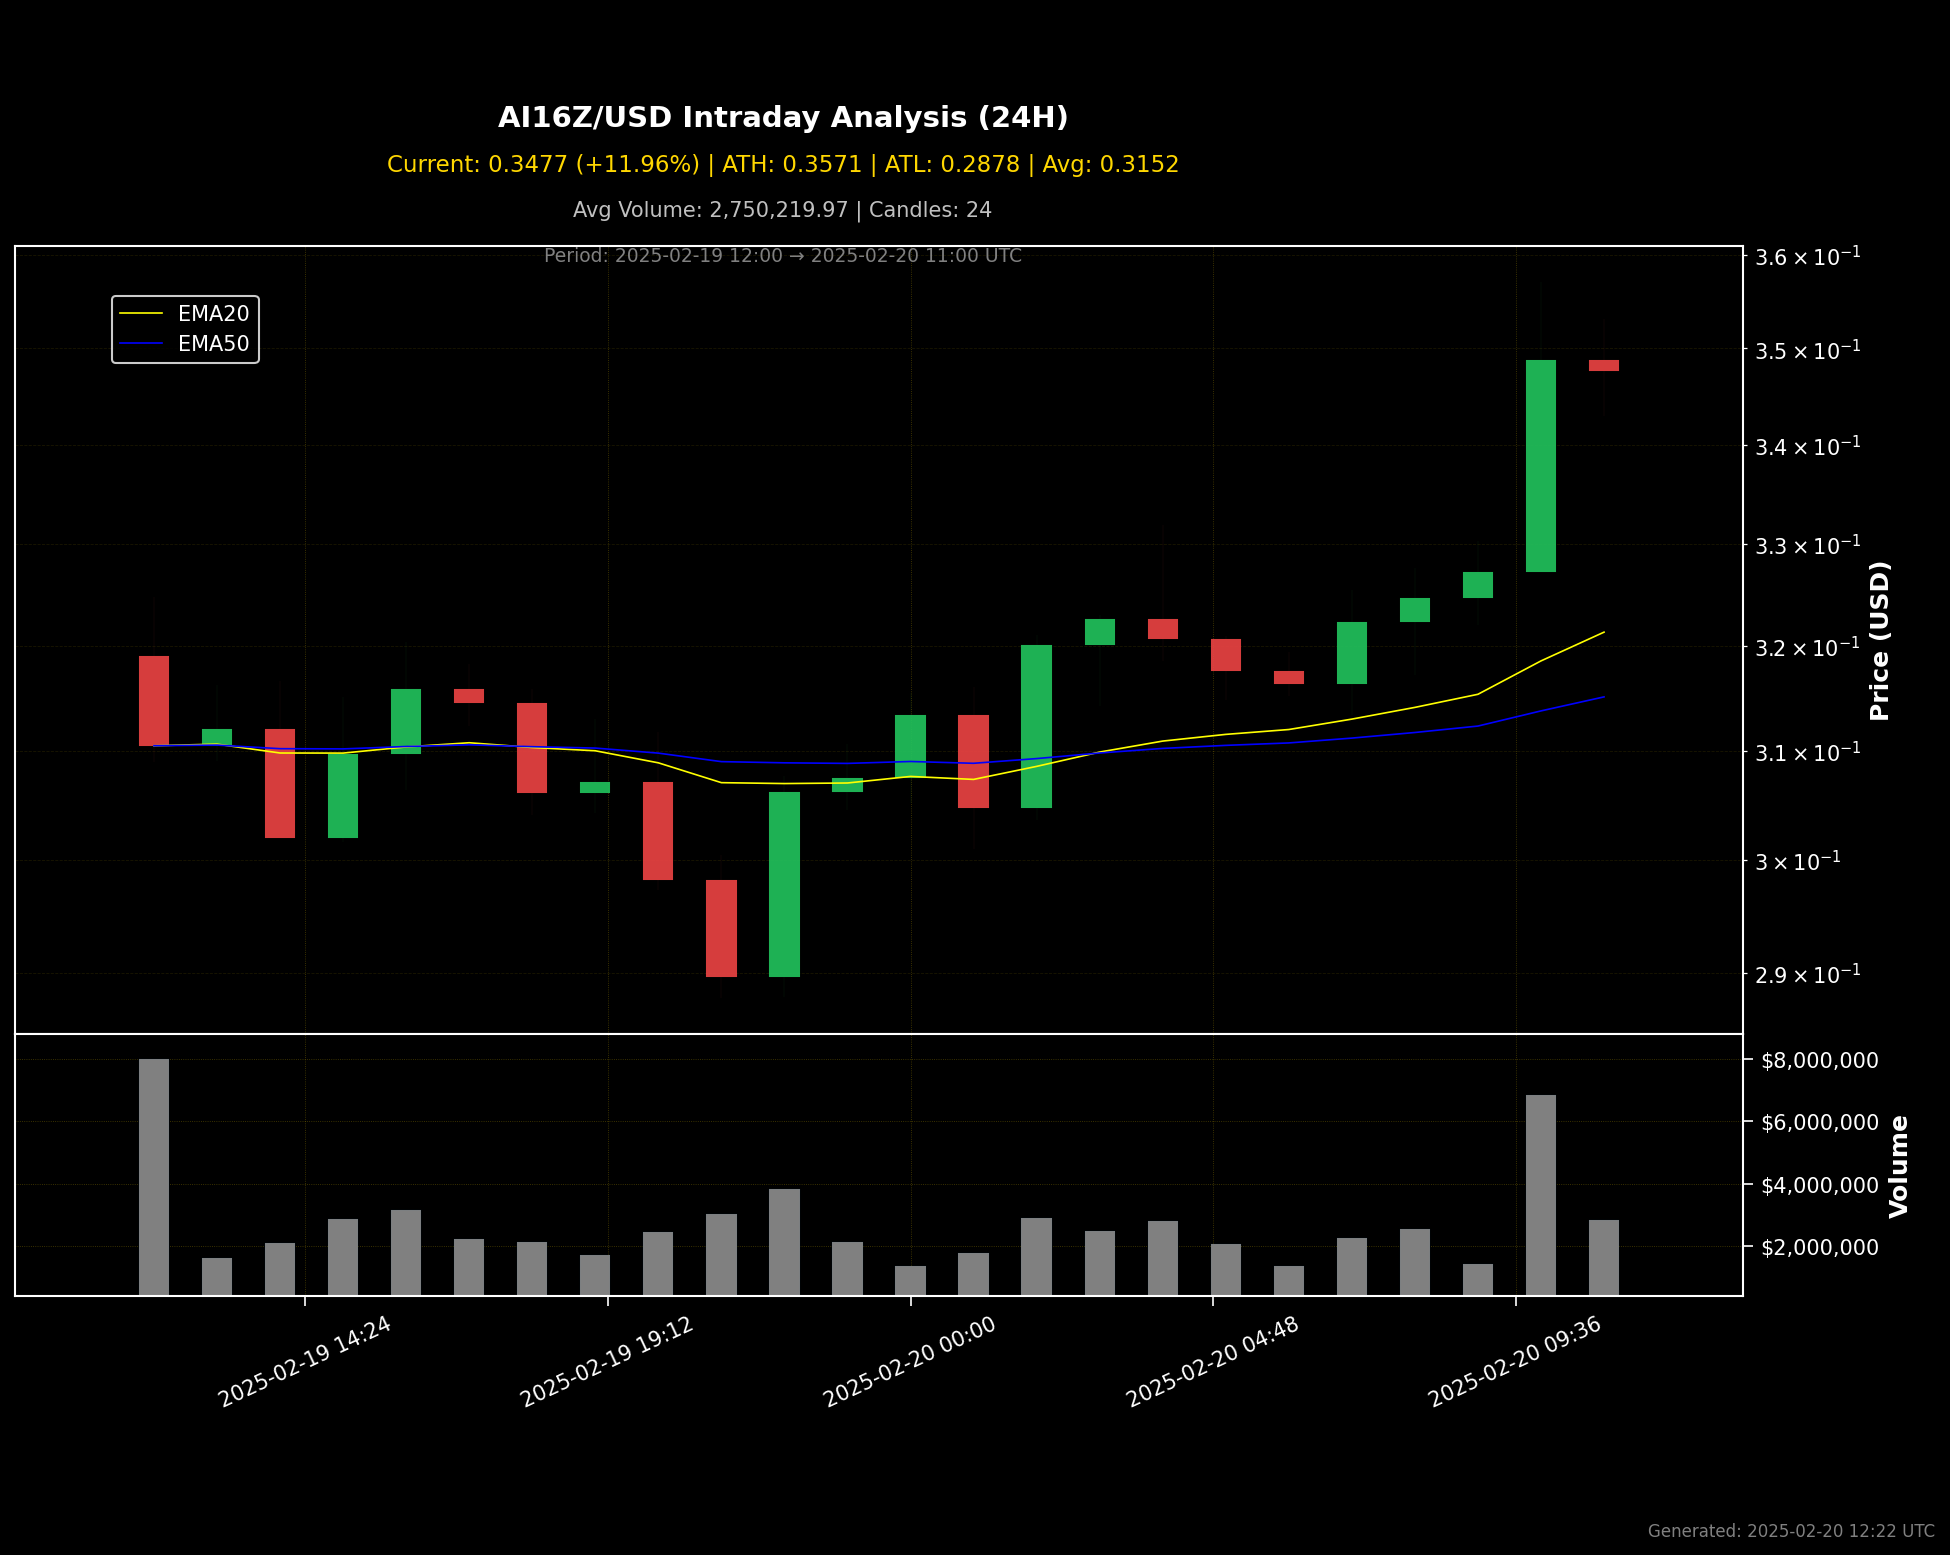 AI16Z/USD Intraday Analysis (24H)
Current: 0.3477 (+11.96%) | ATH: 0.3571 | ATL: 0.2878 | Avg: 0.3152
Avg Volume: 2,750,219.97 | Candles: 24
Period: 2025-02-19 12:00 → 2025-02-20 11:00 UTC
EMA20
EMA50
3.6 × 10⁻¹
3.5 × 10⁻¹
3.4 × 10⁻¹
3.3 × 10⁻¹
3.2 × 10⁻¹
3.1 × 10⁻¹
3 × 10⁻¹
2.9 × 10⁻¹
Price (USD)
$8,000,000
$6,000,000
$4,000,000
$2,000,000
Volume
2025-02-19 14:24
2025-02-19 19:12
2025-02-20 00:00
2025-02-20 04:48
2025-02-20 09:36
Generated: 2025-02-20 12:22 UTC